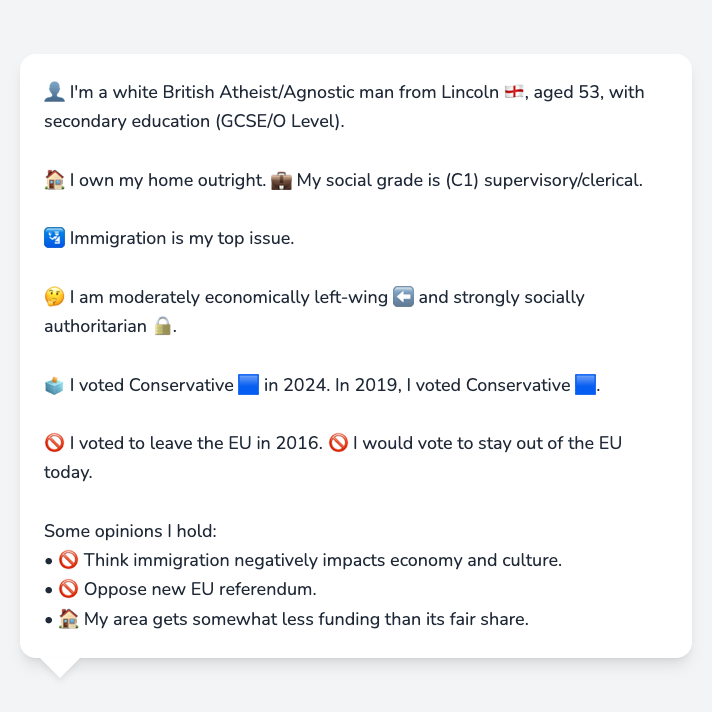 👤 I'm a white British Atheist/Agnostic man from Lincoln 🏴󠁧󠁢󠁥󠁮󠁧󠁿, aged 53, with
secondary education (GCSE/O Level).
🏠 I own my home outright. 💼 My social grade is (C1) supervisory/clerical.
🛂 Immigration is my top issue.
🤔 I am moderately economically left-wing ⬅️ and strongly socially
authoritarian 🔒.
🗳️ I voted Conservative 🟦 in 2024. In 2019, I voted Conservative 🟦.
🚫 I voted to leave the EU in 2016. 🚫 I would vote to stay out of the EU
today.
Some opinions I hold:
• 🚫 Think immigration negatively impacts economy and culture.
• 🚫 Oppose new EU referendum.
• 🏠 My area gets somewhat less funding than its fair share.